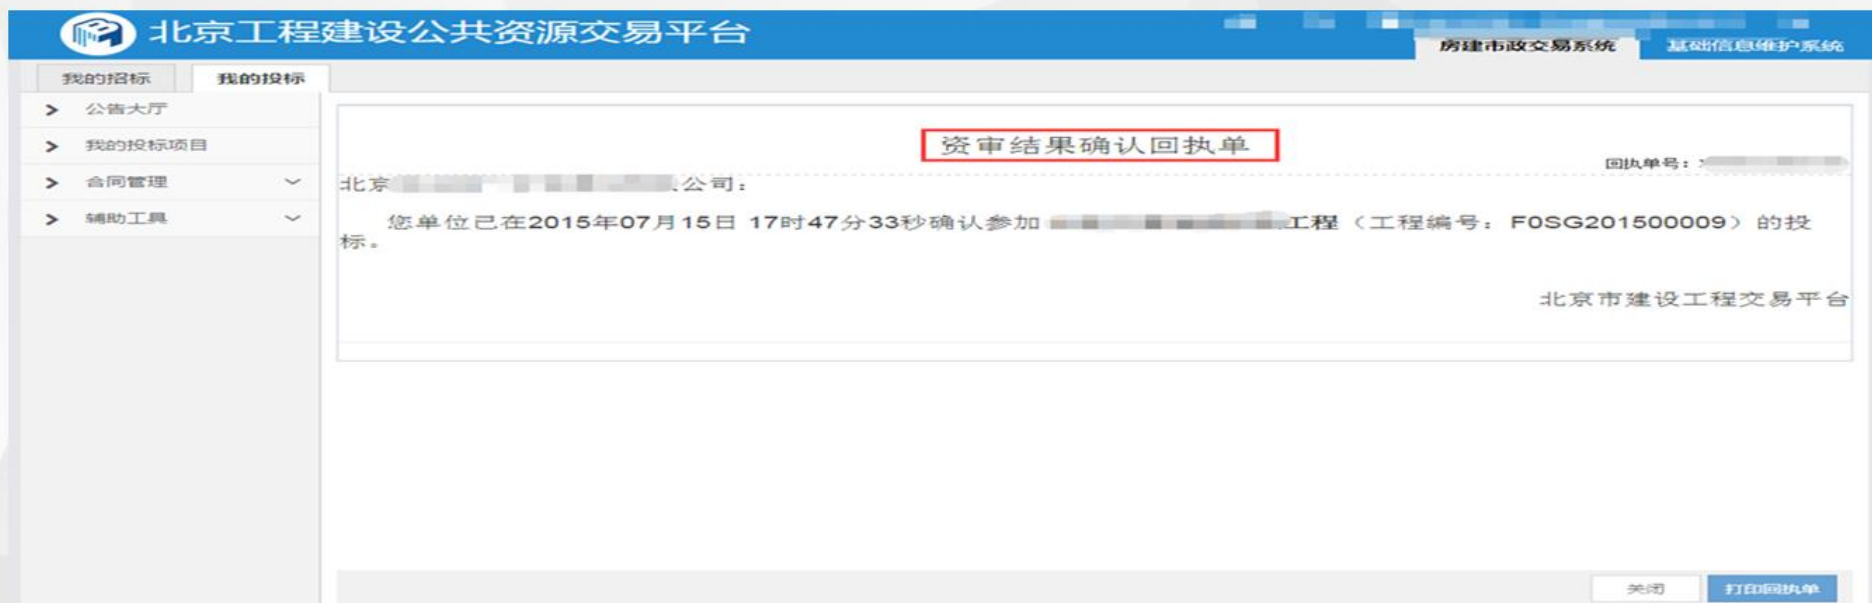 北京工程建设公共资源交易平台
房建市政交易系统 基础信息维护系统
我的招标 我的投标
公告大厅
我的投标项目
合同管理
辅助工具
资审结果确认回执单
回执单号：
北京 公司：
您单位已在2015年07月15日 17时47分33秒确认参加 工程（工程编号：F0SG201500009）的投
标。
北京市建设工程交易平台
关闭 打印回执单